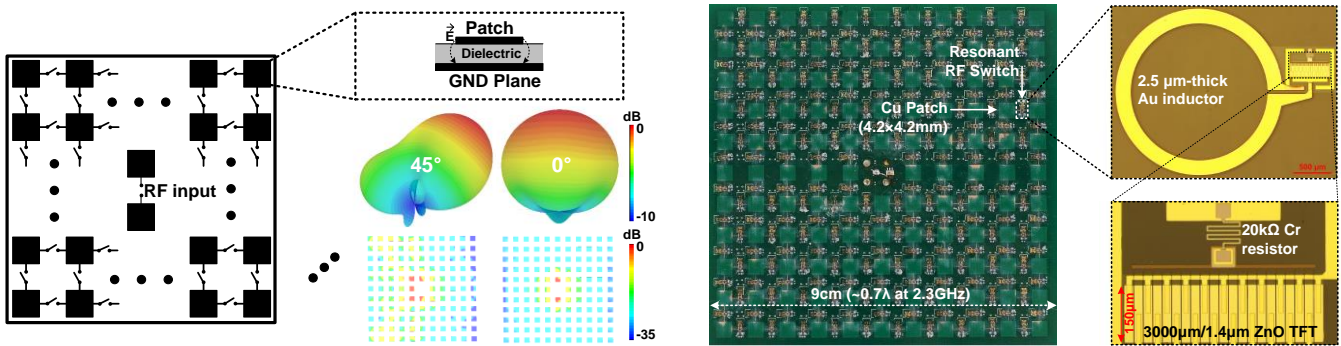 Patch
E
Dielectric
GND Plane
RF input
45°
0°
dB
0
-10
dB
0
-35
Resonant
RF Switch
Cu Patch
(4.2×4.2mm)
9cm (~0.7λ at 2.3GHz)
2.5 µm-thick
Au inductor
500 µm
20kΩ Cr
resistor
150µm
3000µm/1.4µm ZnO TFT